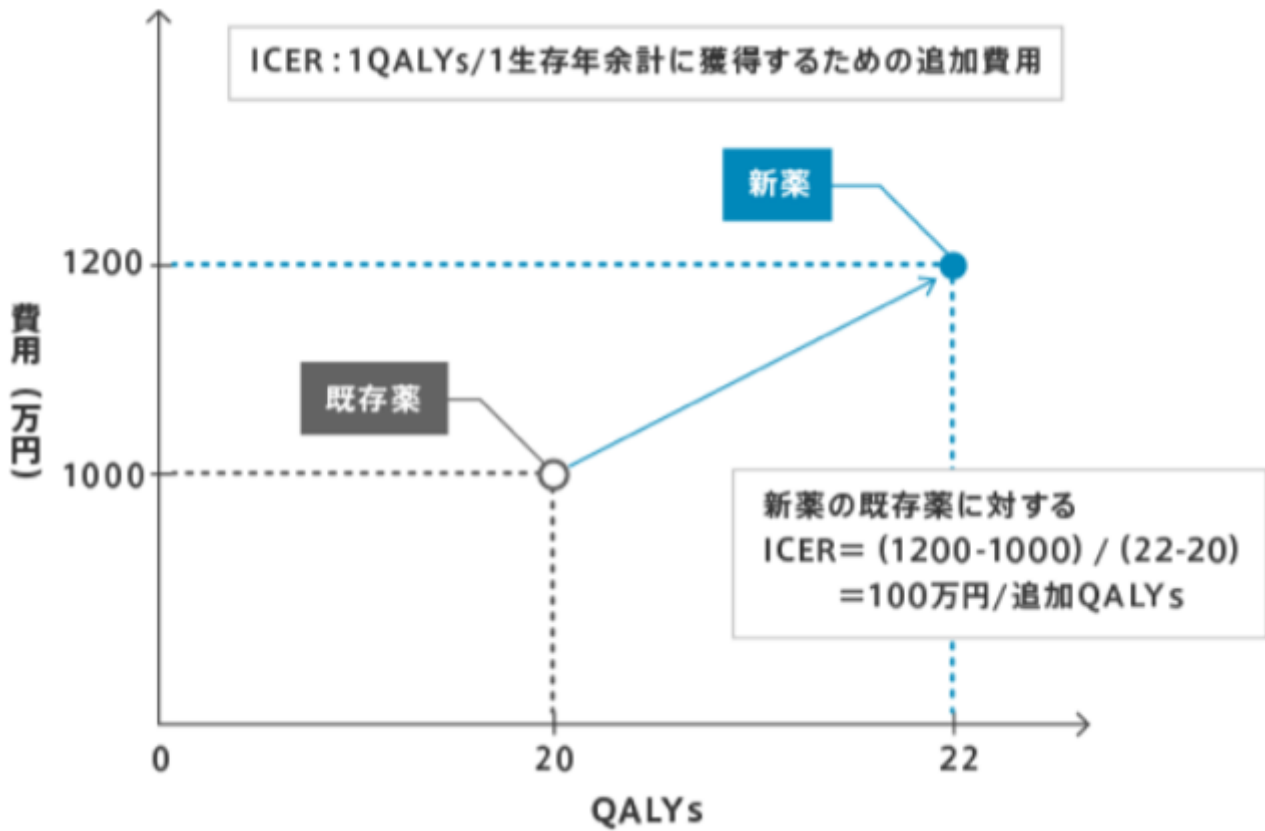 ICER：1QALYs/1生存年余計に獲得するための追加費用
新薬
1200
費用（万円）
既存薬
1000
新薬の既存薬に対する
ICER＝（1200-1000）/（22-20）
＝100万円/追加QALYs
0
20
22
QALYs